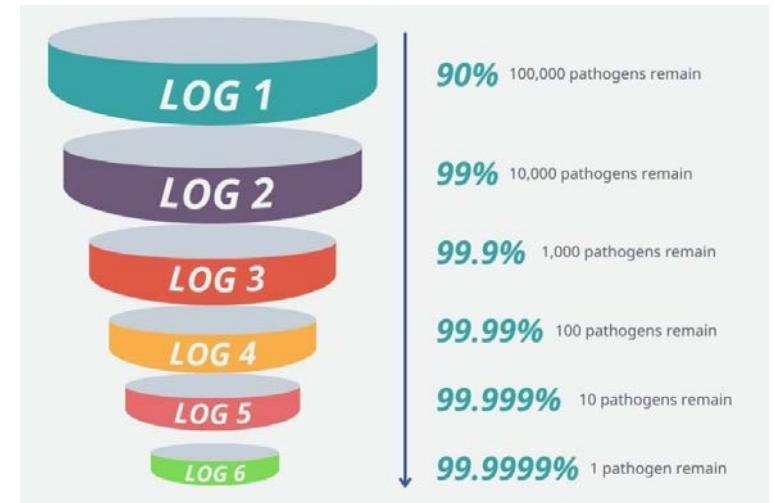 LOG 1
90% 100,000 pathogens remain
LOG 2
99% 10,000 pathogens remain
LOG 3
99.9% 1,000 pathogens remain
LOG 4
99.99% 100 pathogens remain
LOG 5
99.999% 10 pathogens remain
LOG 6
99.9999% 1 pathogen remain